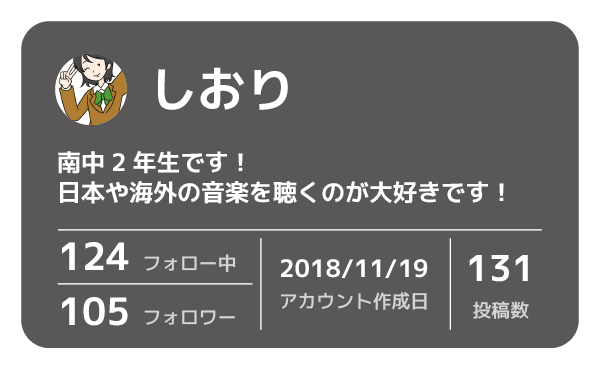 しおり
南中2年生です！
日本や海外の音楽を聴くのが大好きです！
124 フォロー中
105 フォロワー
2018/11/19
アカウント作成日
131
投稿数